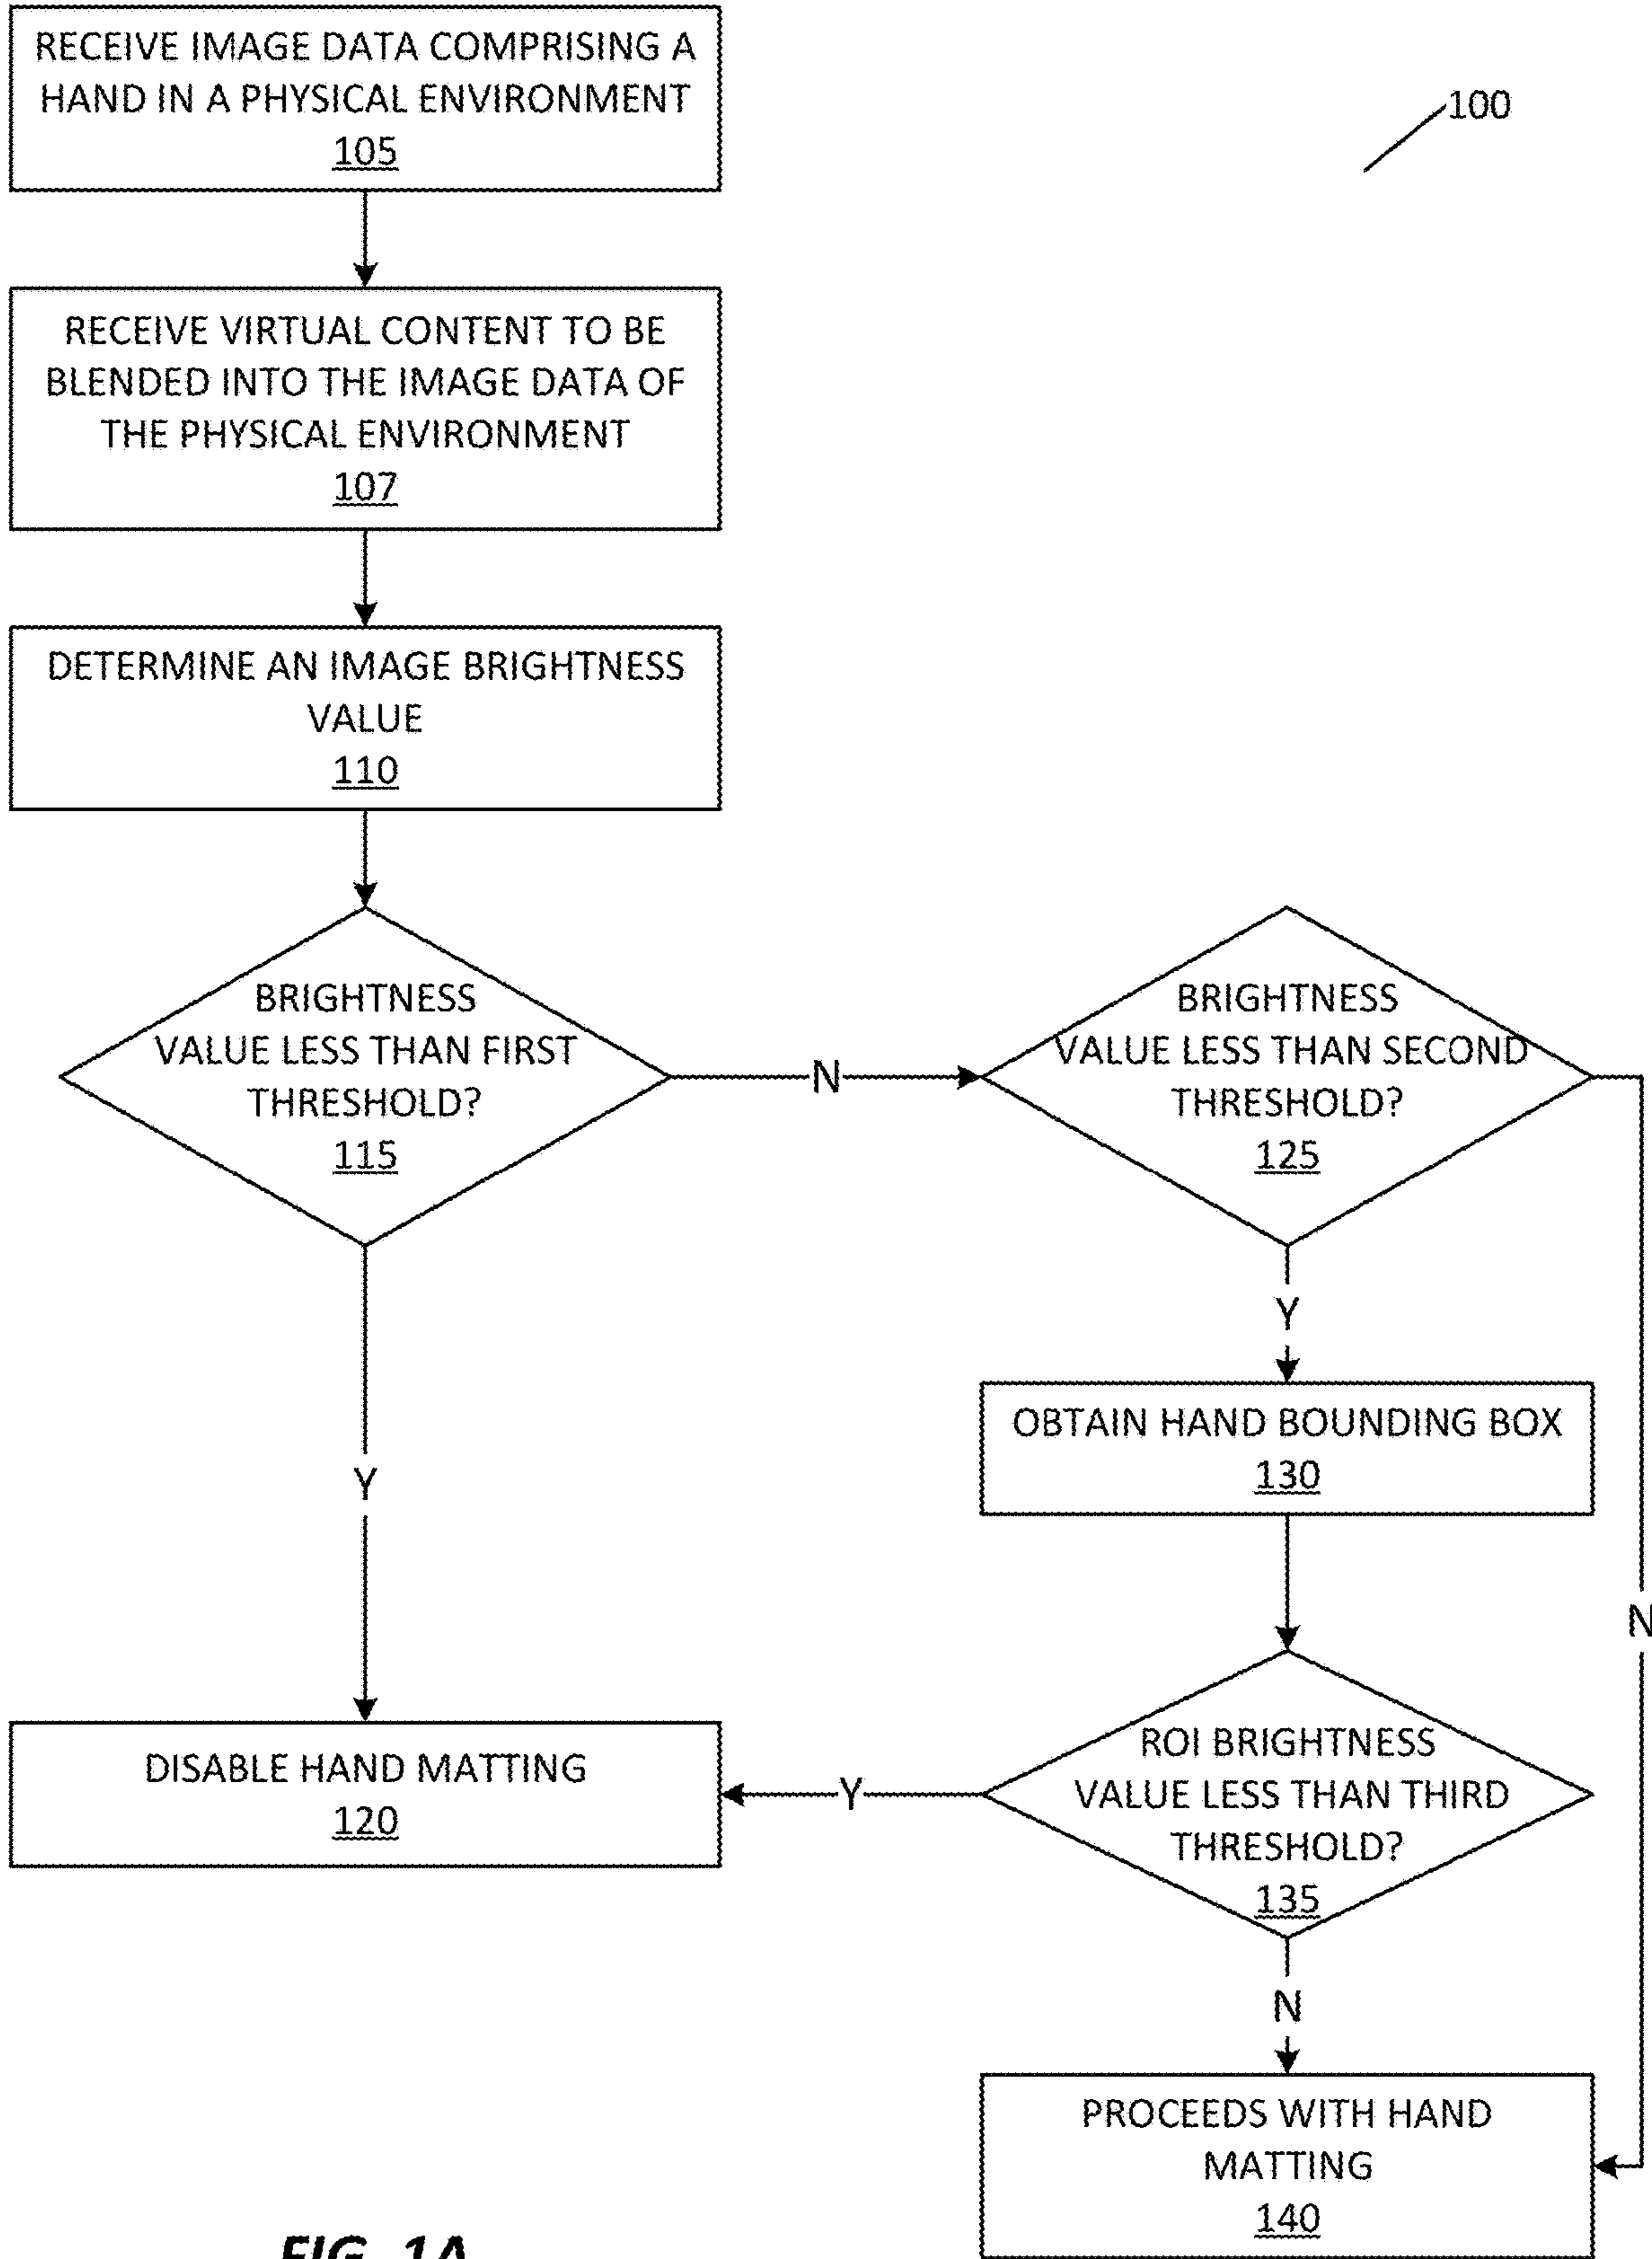 RECEIVE IMAGE DATA COMPRISING A
HAND IN A PHYSICAL ENVIRONMENT
105
100
RECEIVE VIRTUAL CONTENT TO BE
BLENDED INTO THE IMAGE DATA OF
THE PHYSICAL ENVIRONMENT
107
DETERMINE AN IMAGE BRIGHTNESS
VALUE
110
BRIGHTNESS
VALUE LESS THAN FIRST
THRESHOLD?
115
N
BRIGHTNESS
VALUE LESS THAN SECOND
THRESHOLD?
125
Y
OBTAIN HAND BOUNDING BOX
130
Y
N
DISABLE HAND MATTING
120
Y
ROI BRIGHTNESS
VALUE LESS THAN THIRD
THRESHOLD?
135
N
PROCEEDS WITH HAND
MATTING
140
FIG. 1A